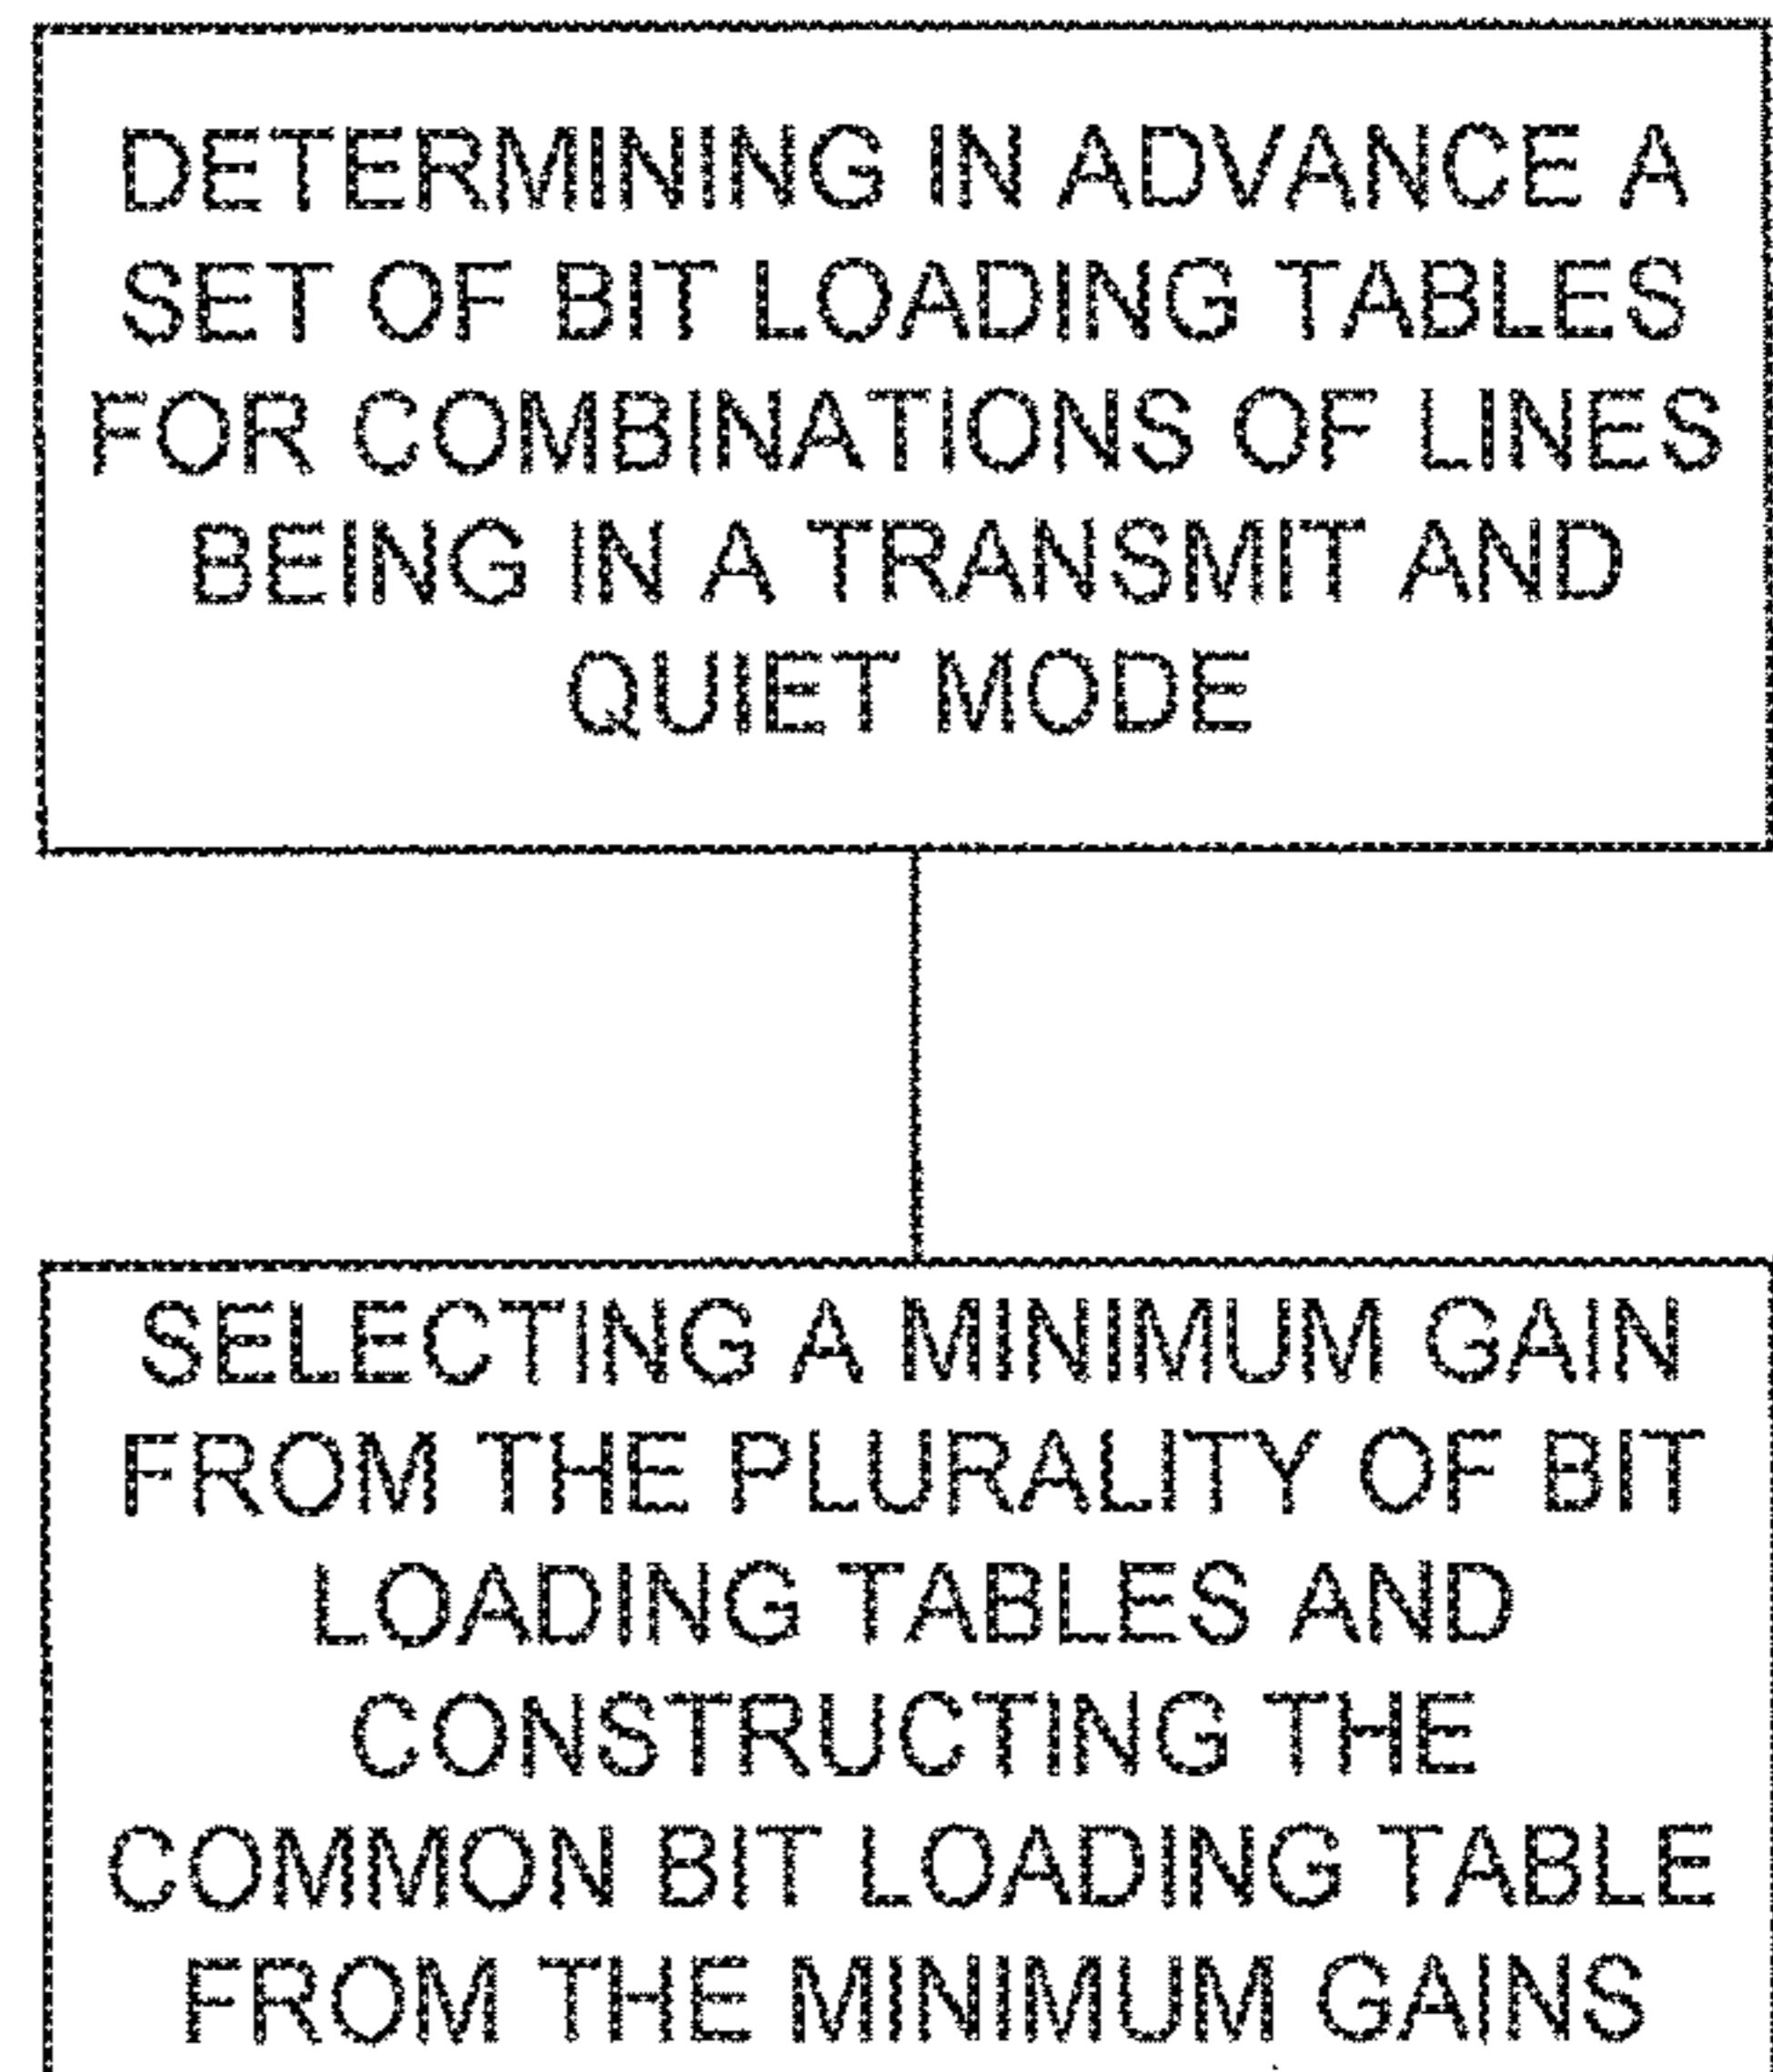 DETERMINING IN ADVANCE A
SET OF BIT LOADING TABLES
FOR COMBINATIONS OF LINES
BEING IN A TRANSMIT AND
QUIET MODE
SELECTING A MINIMUM GAIN
FROM THE PLURALITY OF BIT
LOADING TABLES AND
CONSTRUCTING THE
COMMON BIT LOADING TABLE
FROM THE MINIMUM GAINS